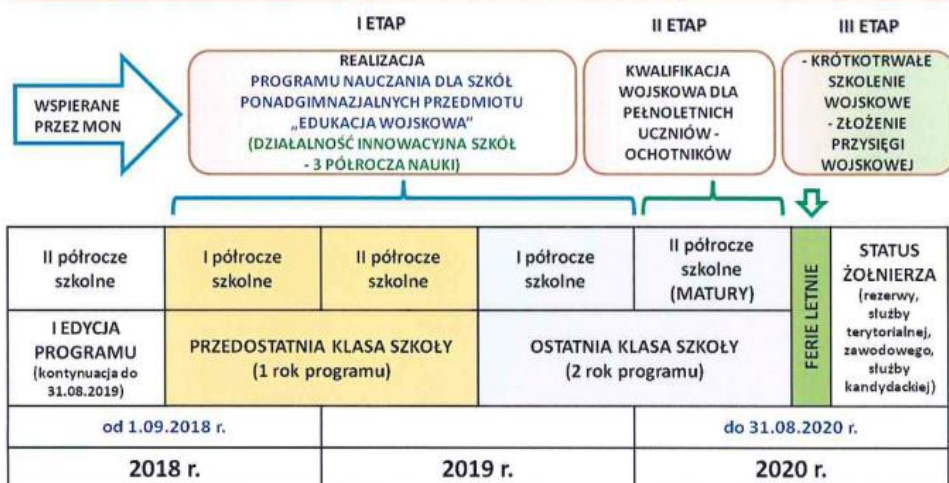 I ETAP
II ETAP
III ETAP
WSPIERANE
PRZEZ MON
REALIZACJA
PROGRAMU NAUCZANIA DLA SZKÓŁ
PONADGIMNAZJALNYCH PRZEDMIOTU
„EDUKACJA WOJSKOWA”
(DZIAŁALNOŚĆ INNOWACYJNA SZKÓŁ
- 3 PÓŁROCZA NAUKI)
KWALIFIKACJA
WOJSKOWA DLA
PEŁNOLETNICH
UCZNIÓW -
OCHOTNIKÓW
- KRÓTKOTRWAŁE
SZKOLENIE
WOJSKOWE
- ZŁOŻENIE
PRZYSIĘGI
WOJSKOWEJ
II półrocze
szkolne
I półrocze
szkolne
II półrocze
szkolne
I półrocze
szkolne
II półrocze
szkolne
(MATURY)
FERIE LETNIE
STATUS
ŻOŁNIERZA
(rezerwy,
służby
terytorialnej,
zawodowego,
służby
kandydackiej)
I EDYCJA
PROGRAMU
(kontynuacja do
31.08.2019)
PRZEDOSTATNIA KLASA SZKOŁY
(1 rok programu)
OSTATNIA KLASA SZKOŁY
(2 rok programu)
od 1.09.2018 r.
do 31.08.2020 r.
2018 r.
2019 r.
2020 r.